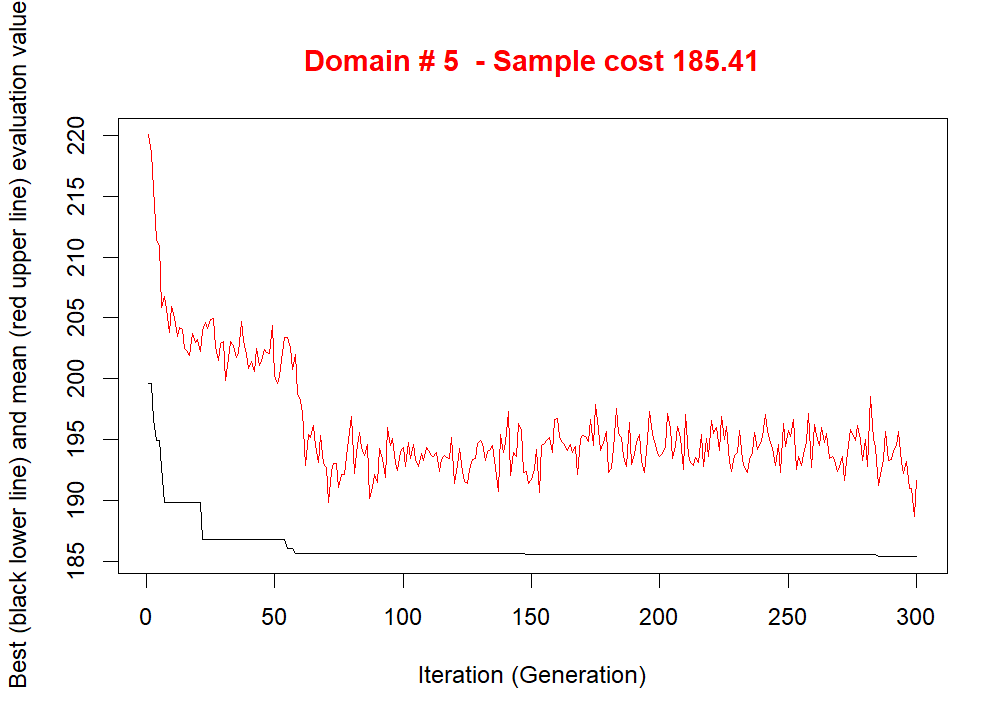 Domain # 5 - Sample cost 185.41
Best (black lower line) and mean (red upper line) evaluation value
220
215
210
205
200
195
190
185
0 50 100 150 200 250 300
Iteration (Generation)